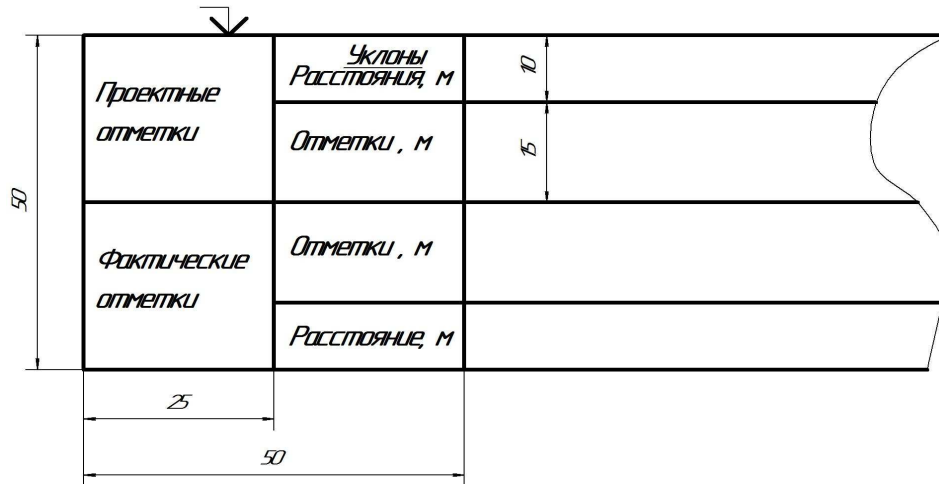 Уклоны
Расстояния, м
10
Проектные
отметки
Отметки, м
15
50
Фактические
отметки
Отметки, м
Расстояние, м
25
50